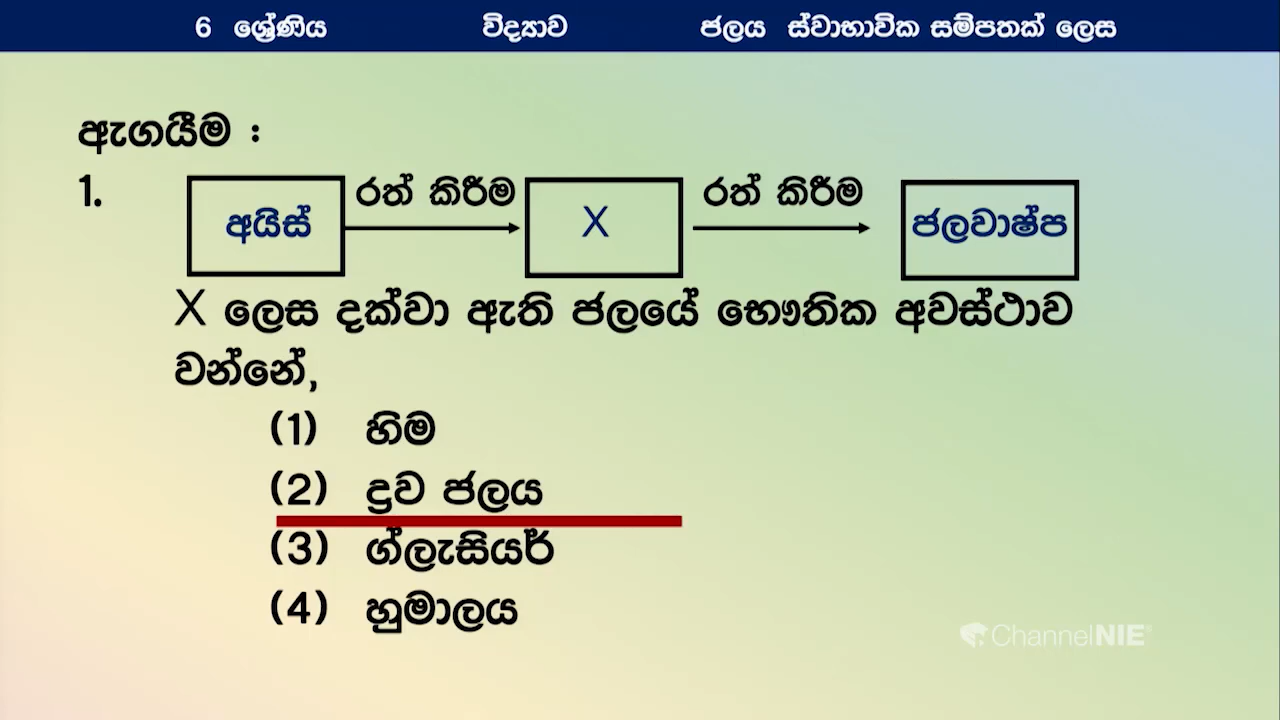 6 ශ්‍රේණිය විද්‍යාව ජලය ස්වාභාවික සම්පතක් ලෙස
ඇගයීම :
1. අයිස් රත් කිරීම X රත් කිරීම ජලවාෂ්ප
X ලෙස දක්වා ඇති ජලයේ භෞතික අවස්ථාව
වන්නේ,
(1) හිම
(2) ද්‍රව ජලය
(3) ග්ලැසියර්
(4) හුමාලය
ChannelNIE